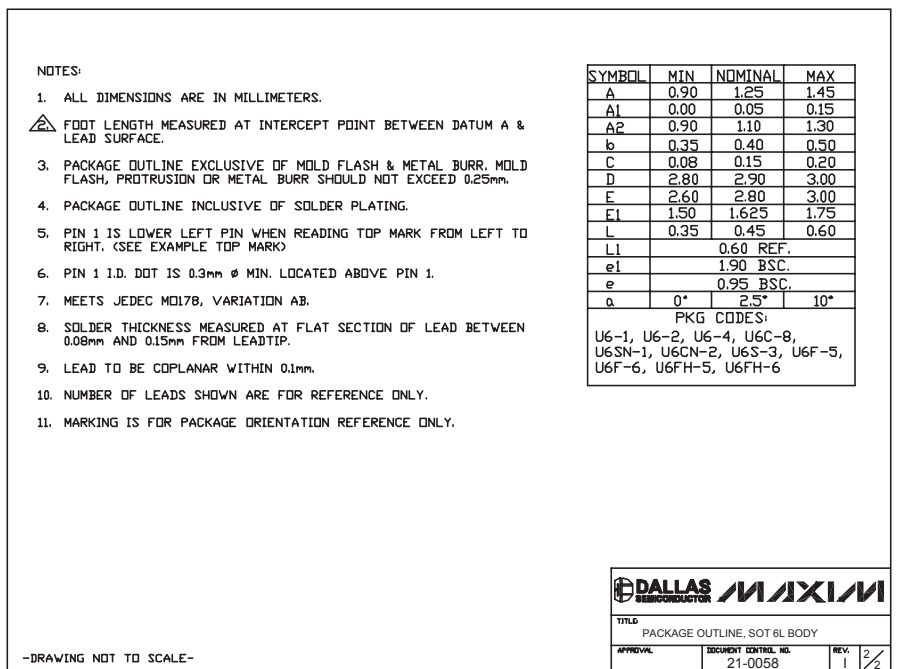 NOTES:
1. ALL DIMENSIONS ARE IN MILLIMETERS.
2. FOOT LENGTH MEASURED AT INTERCEPT POINT BETWEEN DATUM A &
LEAD SURFACE.
3. PACKAGE OUTLINE EXCLUSIVE OF MOLD FLASH & METAL BURR. MOLD
FLASH, PROTRUSION OR METAL BURR SHOULD NOT EXCEED 0.25mm.
4. PACKAGE OUTLINE INCLUSIVE OF SOLDER PLATING.
5. PIN 1 IS LOWER LEFT PIN WHEN READING TOP MARK FROM LEFT TO
RIGHT. (SEE EXAMPLE TOP MARK)
6. PIN 1 I.D. DOT IS 0.3mm ø MIN. LOCATED ABOVE PIN 1.
7. MEETS JEDEC MO178, VARIATION AB.
8. SOLDER THICKNESS MEASURED AT FLAT SECTION OF LEAD BETWEEN
0.08mm AND 0.15mm FROM LEADTIP.
9. LEAD TO BE COPLANAR WITHIN 0.1mm.
10. NUMBER OF LEADS SHOWN ARE FOR REFERENCE ONLY.
11. MARKING IS FOR PACKAGE ORIENTATION REFERENCE ONLY.
SYMBOL MIN NOMINAL MAX
A 0.90 1.25 1.45
A1 0.00 0.05 0.15
A2 0.90 1.10 1.30
b 0.35 0.40 0.50
C 0.08 0.15 0.20
D 2.80 2.90 3.00
E 2.60 2.80 3.00
E1 1.50 1.625 1.75
L 0.35 0.45 0.60
L1 0.60 REF.
e1 1.90 BSC.
e 0.95 BSC.
α 0° 2.5° 10°
PKG CODES:
U6-1, U6-2, U6-4, U6C-8,
U6SN-1, U6CN-2, U6S-3, U6F-5,
U6F-6, U6FH-5, U6FH-6
-DRAWING NOT TO SCALE-
DALLAS SEMICONDUCTOR MAXIM
TITLE:
PACKAGE OUTLINE, SOT 6L BODY
APPROVAL DOCUMENT CONTROL NO. REV.
21-0058 I 2/2